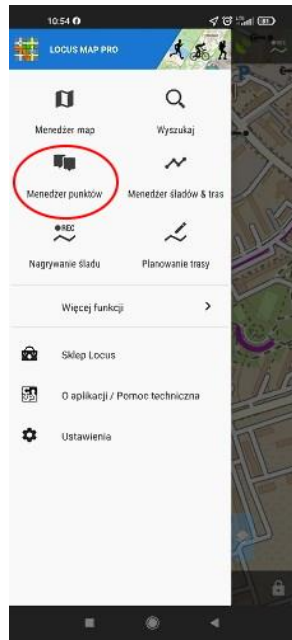 10:54
LOCUS MAP PRO
Menedżer map
Wyszukaj
Menedżer punktów
Menedżer śladów & tras
REC
Nagrywanie śladu
Planowanie trasy
Więcej funkcji
Sklep Locus
O aplikacji / Pomoc techniczna
Ustawienia